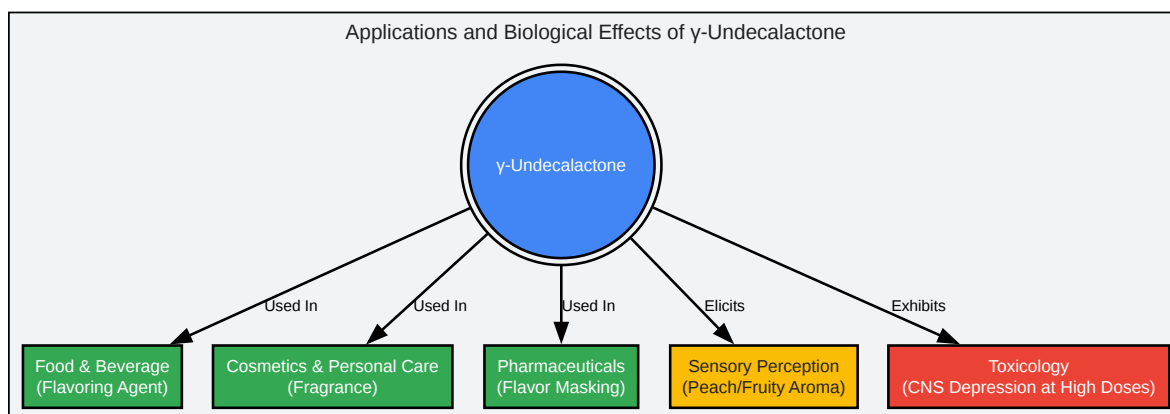 Applications and Biological Effects of γ-Undecalactone
γ-Undecalactone
Used In
Used In
Used In
Elicits
Exhibits
Food & Beverage
(Flavoring Agent)
Cosmetics & Personal Care
(Fragrance)
Pharmaceuticals
(Flavor Masking)
Sensory Perception
(Peach/Fruity Aroma)
Toxicology
(CNS Depression at High Doses)